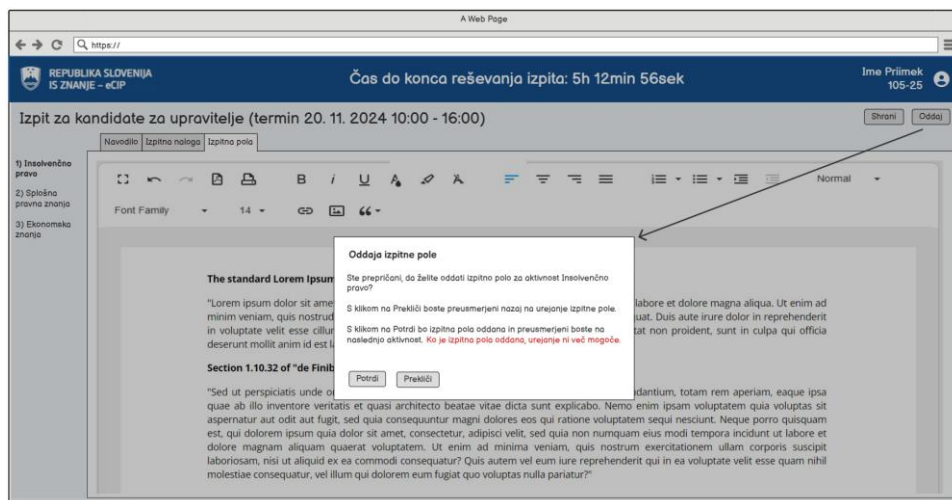 A Web Page
https://
REPUBLIKA SLOVENIJA
IS ZNANJE – eCIP
Čas do konca reševanja izpita: 5h 12min 56sek
Ime Priimek
105-25
Izpit za kandidate za upravitelje (termin 20. 11. 2024 10:00 - 16:00)
Shrani
Oddaj
Navodilo
Izpitna naloga
Izpitna pola
1) Insolvenčno
pravo
2) Splošna
pravna znanja
3) Ekonomska
znanja
B i U A
Normal
Font Family
14
Oddaja izpitne pole
Ste prepričani, da želite oddati izpitno polo za aktivnost Insolvenčno
pravo?
S klikom na Prekliči boste preusmerjeni nazaj na urejanje izpitne pole.
S klikom na Potrdi bo izpitna pola oddana in preusmerjeni boste na
naslednjo aktivnost. Ko je izpitna pola oddana, urejanje ni več mogoče.
Potrdi
Prekliči
The standard Lorem Ipsum
"Lorem ipsum dolor sit ame labore et dolore magna aliqua. Ut enim ad
minim veniam, quis nostrud uat. Duis aute irure dolor in reprehenderit
in voluptate velit esse cillum tat non proident, sunt in culpa qui officia
deserunt mollit anim id est la
Section 1.10.32 of "de Finib
"Sed ut perspiciatis unde o dantium, totam rem aperiam, eaque ipsa
quae ab illo inventore veritatis et quasi architecto beatae vitae dicta sunt explicabo. Nemo enim ipsam voluptatem quia voluptas sit
aspernatur aut odit aut fugit, sed quia consequuntur magni dolores eos qui ratione voluptatem sequi nesciunt. Neque porro quisquam
est, qui dolorem ipsum quia dolor sit amet, consectetur, adipisci velit, sed quia non numquam eius modi tempora incidunt ut labore et
dolore magnam aliquam quaerat voluptatem. Ut enim ad minima veniam, quis nostrum exercitationem ullam corporis suscipit
laboriosam, nisi ut aliquid ex ea commodi consequatur? Quis autem vel eum iure reprehenderit qui in ea voluptate velit esse quam nihil
molestiae consequatur, vel illum qui dolorem eum fugiat quo voluptas nulla pariatur?"